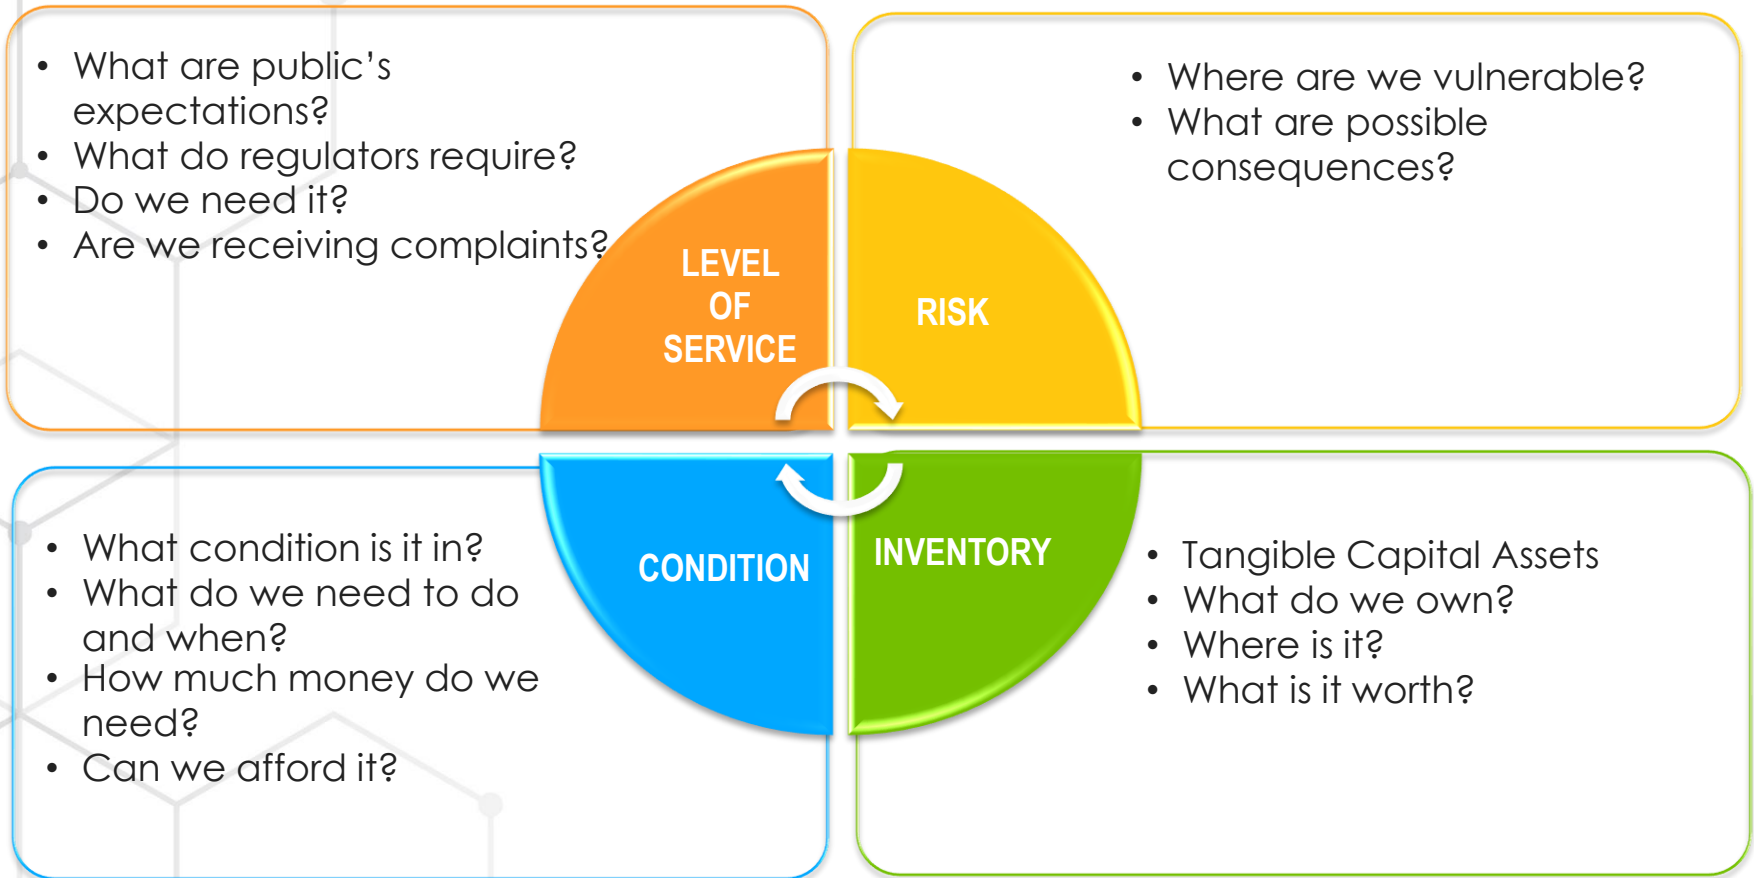 • What are public’s
expectations?
• What do regulators require?
• Do we need it?
• Are we receiving complaints?
LEVEL
OF
SERVICE
• Where are we vulnerable?
• What are possible
consequences?
RISK
• What condition is it in?
• What do we need to do
and when?
• How much money do we
need?
• Can we afford it?
CONDITION
INVENTORY
• Tangible Capital Assets
• What do we own?
• Where is it?
• What is it worth?